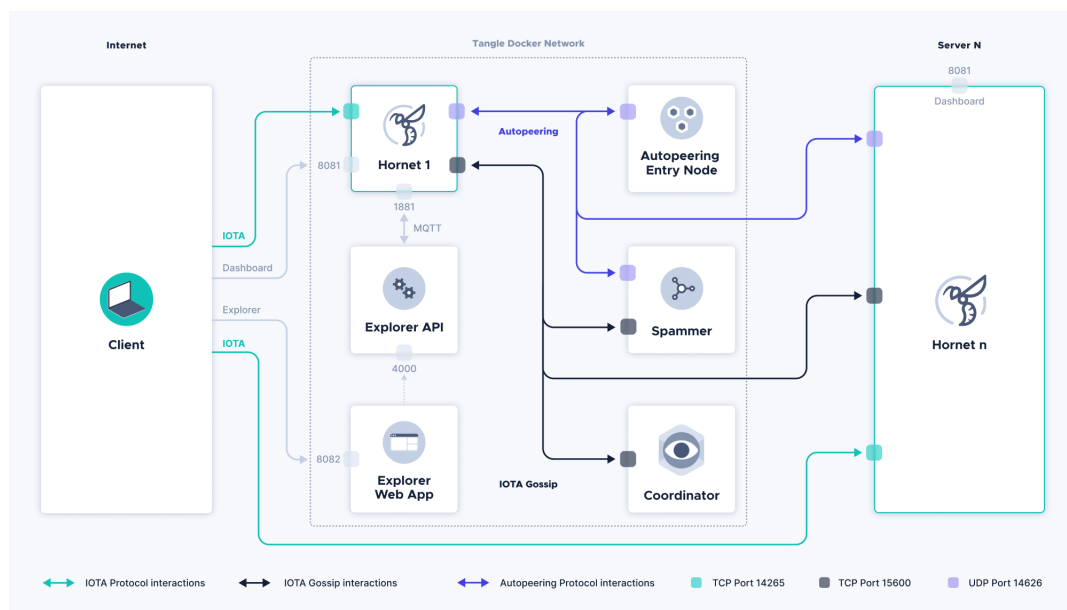 Internet
Tangle Docker Network
Server N
8081
Dashboard
Autopeering
Hornet 1
8081
Autopeering
Entry Node
1881
MQTT
IOTA
Dashboard
Explorer
IOTA
Client
Explorer API
4000
Spammer
Hornet n
8082
Explorer
Web App
IOTA Gossip
Coordinator
IOTA Protocol interactions
IOTA Gossip interactions
Autopeering Protocol interactions
TCP Port 14265
TCP Port 15600
UDP Port 14626